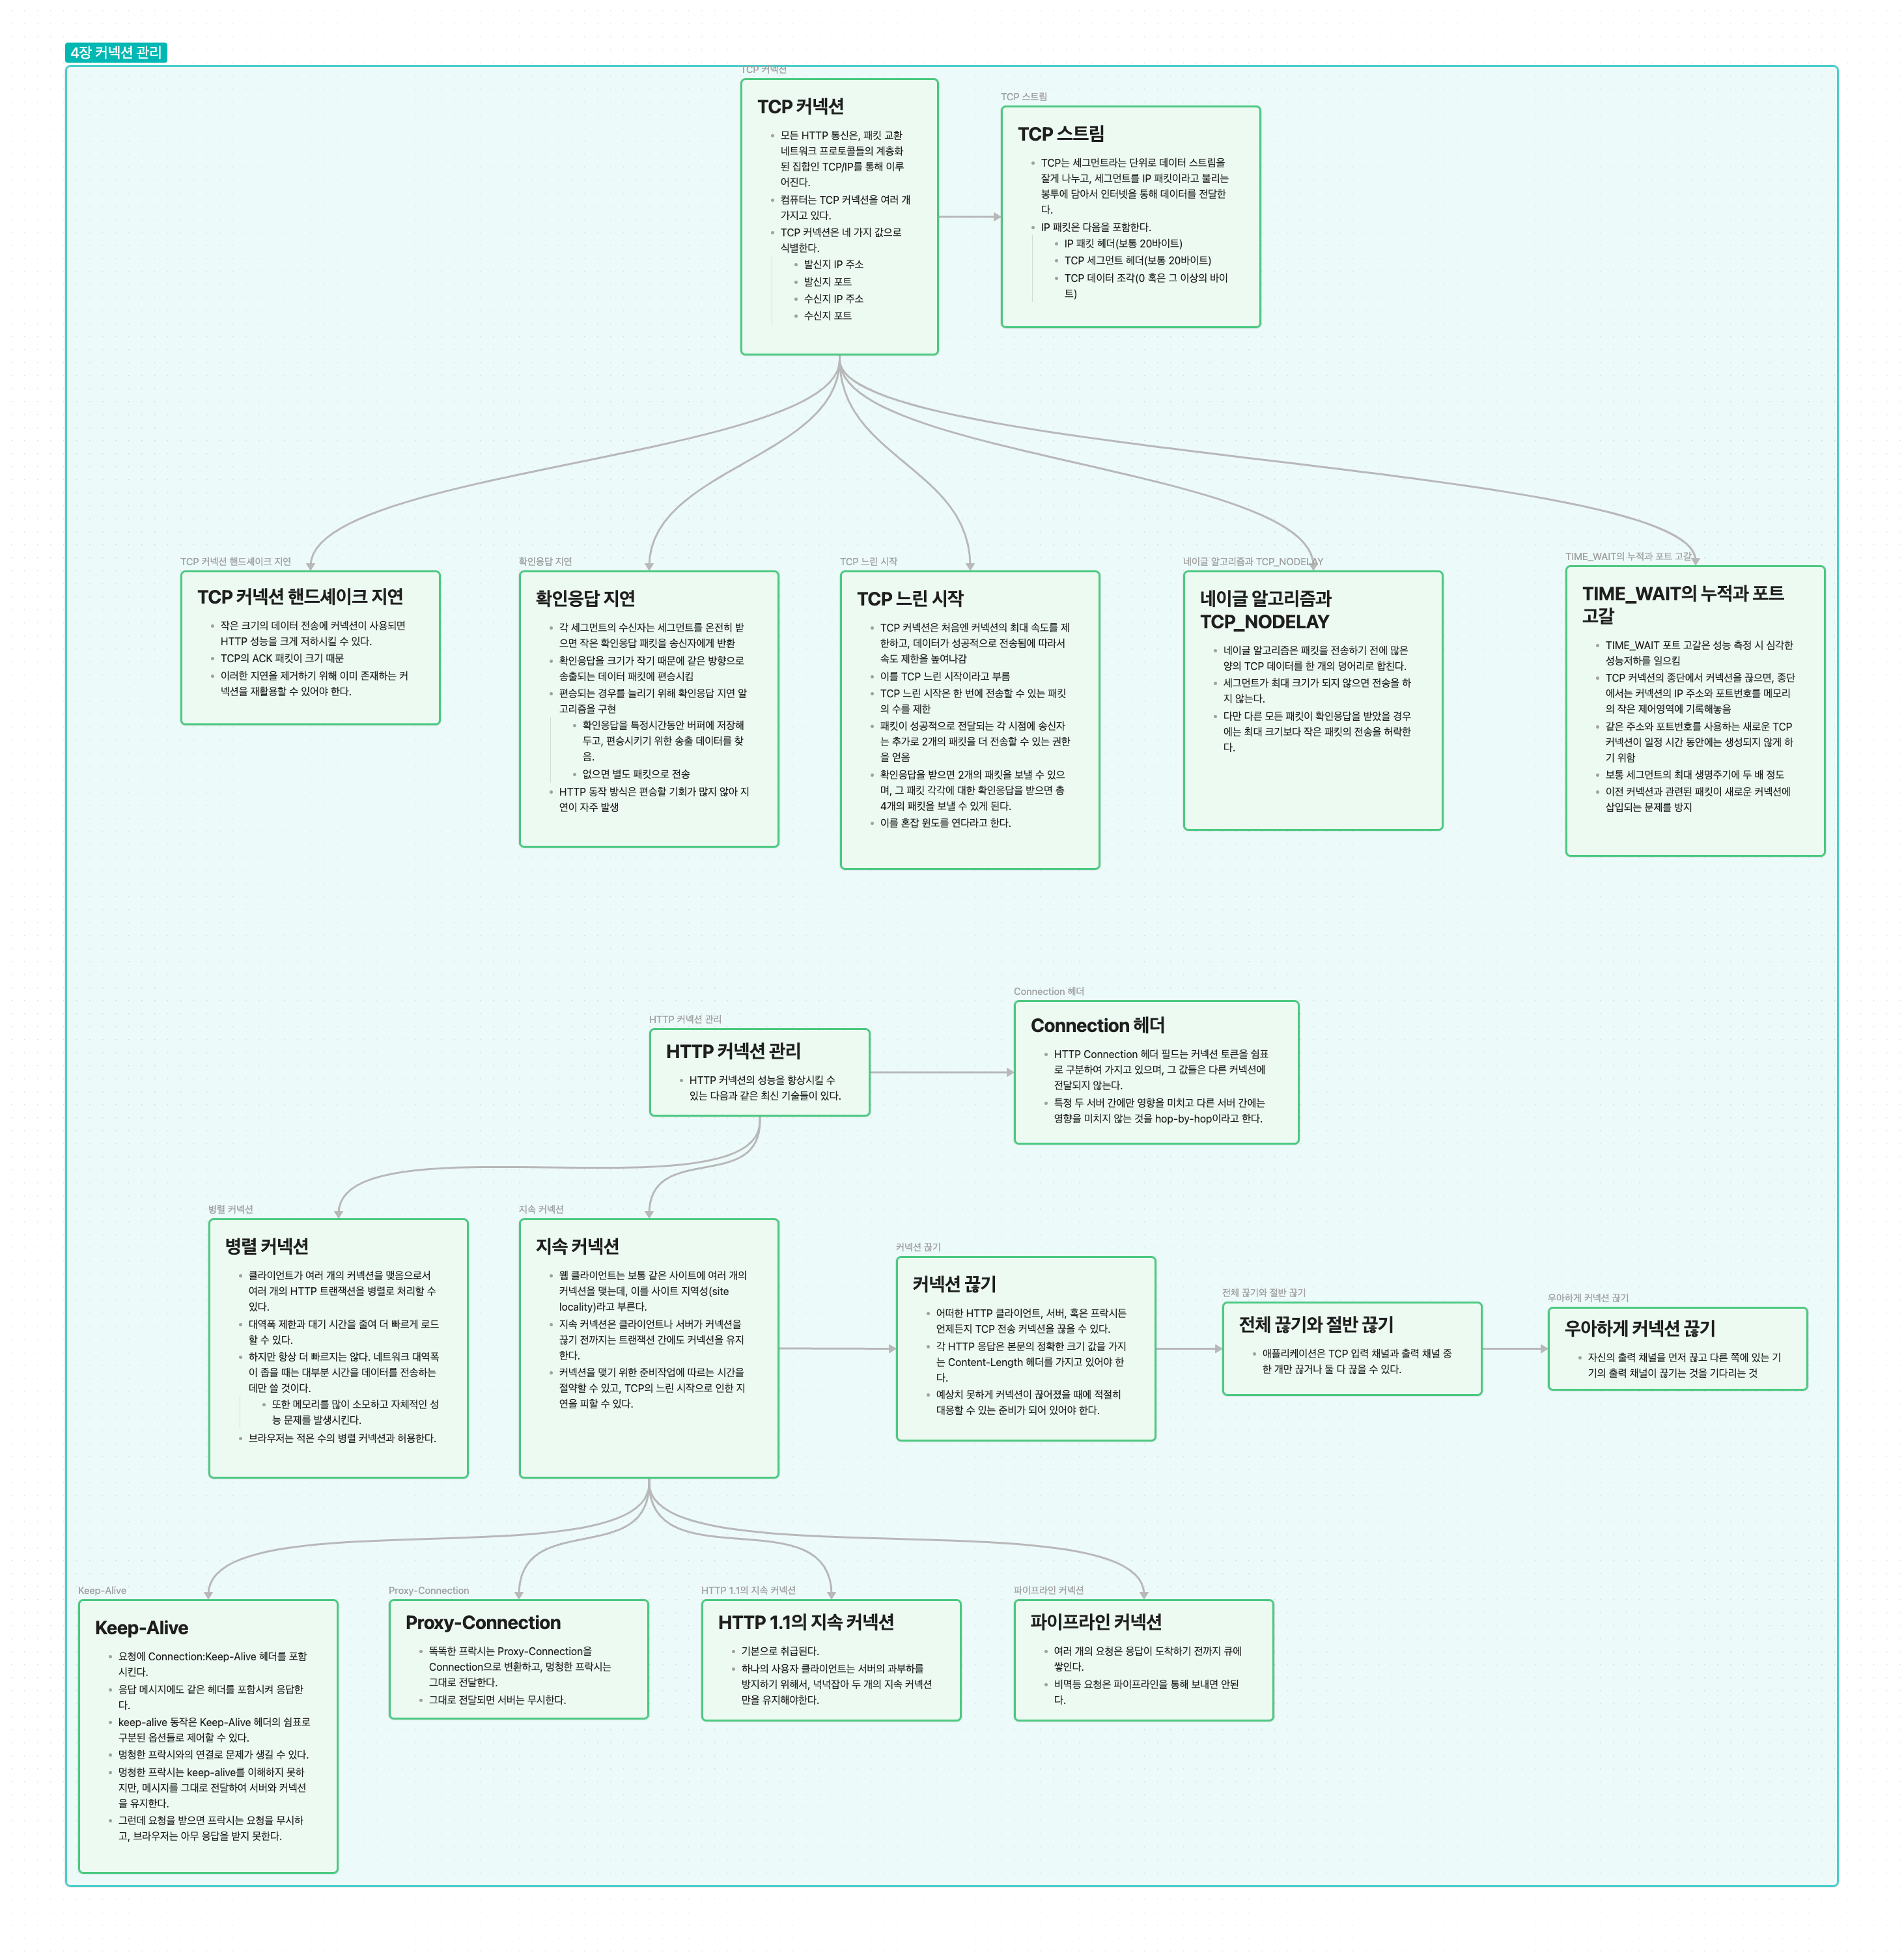 4장 커넥션 관리
TCP 커넥션
TCP 커넥션
모든 HTTP 통신은, 패킷 교환
네트워크 프로토콜들의 계층화
된 집합인 TCP/IP를 통해 이루
어진다.
컴퓨터는 TCP 커넥션을 여러 개
가지고 있다.
TCP 커넥션은 네 가지 값으로
식별한다.
발신지 IP 주소
발신지 포트
수신지 IP 주소
수신지 포트
TCP 스트림
TCP 스트림
TCP는 세그먼트라는 단위로 데이터 스트림을
잘게 나누고, 세그먼트를 IP 패킷이라고 불리는
봉투에 담아서 인터넷을 통해 데이터를 전달한
다.
IP 패킷은 다음을 포함한다.
IP 패킷 헤더(보통 20바이트)
TCP 세그먼트 헤더(보통 20바이트)
TCP 데이터 조각(0 혹은 그 이상의 바이
트)
TCP 커넥션 핸드셰이크 지연
TCP 커넥션 핸드셰이크 지연
작은 크기의 데이터 전송에 커넥션이 사용되면
HTTP 성능을 크게 저하시킬 수 있다.
TCP의 ACK 패킷이 크기 때문
이러한 지연을 제거하기 위해 이미 존재하는 커
넥션을 재활용할 수 있어야 한다.
확인응답 지연
확인응답 지연
각 세그먼트의 수신자는 세그먼트를 온전히 받
으면 작은 확인응답 패킷을 송신자에게 반환
확인응답을 크기가 작기 때문에 같은 방향으로
송출되는 데이터 패킷에 편승시킴
편승되는 경우를 늘리기 위해 확인응답 지연 알
고리즘을 구현
확인응답을 특정시간동안 버퍼에 저장해
두고, 편승시키기 위한 송출 데이터를 찾
음.
없으면 별도 패킷으로 전송
HTTP 동작 방식은 편승할 기회가 많지 않아 지
연이 자주 발생
TCP 느린 시작
TCP 느린 시작
TCP 커넥션은 처음엔 커넥션의 최대 속도를 제
한하고, 데이터가 성공적으로 전송됨에 따라서
속도 제한을 높여나감
이를 TCP 느린 시작이라고 부름
TCP 느린 시작은 한 번에 전송할 수 있는 패킷
의 수를 제한
패킷이 성공적으로 전달되는 각 시점에 송신자
는 추가로 2개의 패킷을 더 전송할 수 있는 권한
을 얻음
확인응답을 받으면 2개의 패킷을 보낼 수 있으
며, 그 패킷 각각에 대한 확인응답을 받으면 총
4개의 패킷을 보낼 수 있게 된다.
이를 혼잡 윈도를 연다라고 한다.
네이글 알고리즘과 TCP_NODELAY
네이글 알고리즘과
TCP_NODELAY
네이글 알고리즘은 패킷을 전송하기 전에 많은
양의 TCP 데이터를 한 개의 덩어리로 합친다.
세그먼트가 최대 크기가 되지 않으면 전송을 하
지 않는다.
다만 다른 모든 패킷이 확인응답을 받았을 경우
에는 최대 크기보다 작은 패킷의 전송을 허락한
다.
TIME_WAIT의 누적과 포트 고갈
TIME_WAIT의 누적과 포트
고갈
TIME_WAIT 포트 고갈은 성능 측정 시 심각한
성능저하를 일으킴
TCP 커넥션의 종단에서 커넥션을 끊으면, 종단
에서는 커넥션의 IP 주소와 포트번호를 메모리
의 작은 제어영역에 기록해놓음
같은 주소와 포트번호를 사용하는 새로운 TCP
커넥션이 일정 시간 동안에는 생성되지 않게 하
기 위함
보통 세그먼트의 최대 생명주기에 두 배 정도
이전 커넥션과 관련된 패킷이 새로운 커넥션에
삽입되는 문제를 방지
HTTP 커넥션 관리
HTTP 커넥션 관리
HTTP 커넥션의 성능을 향상시킬 수
있는 다음과 같은 최신 기술들이 있다.
Connection 헤더
Connection 헤더
HTTP Connection 헤더 필드는 커넥션 토큰을 쉼표
로 구분하여 가지고 있으며, 그 값들은 다른 커넥션에
전달되지 않는다.
특정 두 서버 간에만 영향을 미치고 다른 서버 간에는
영향을 미치지 않는 것을 hop-by-hop이라고 한다.
병렬 커넥션
병렬 커넥션
클라이언트가 여러 개의 커넥션을 맺음으로서
여러 개의 HTTP 트랜잭션을 병렬로 처리할 수
있다.
대역폭 제한과 대기 시간을 줄여 더 빠르게 로드
할 수 있다.
하지만 항상 더 빠르지는 않다. 네트워크 대역폭
이 좁을 때는 대부분 시간을 데이터를 전송하는
데만 쓸 것이다.
또한 메모리를 많이 소모하고 자체적인 성
능 문제를 발생시킨다.
브라우저는 적은 수의 병렬 커넥션과 허용한다.
지속 커넥션
지속 커넥션
웹 클라이언트는 보통 같은 사이트에 여러 개의
커넥션을 맺는데, 이를 사이트 지역성(site
locality)라고 부른다.
지속 커넥션은 클라이언트나 서버가 커넥션을
끊기 전까지는 트랜잭션 간에도 커넥션을 유지
한다.
커넥션을 맺기 위한 준비작업에 따르는 시간을
절약할 수 있고, TCP의 느린 시작으로 인한 지
연을 피할 수 있다.
커넥션 끊기
커넥션 끊기
어떠한 HTTP 클라이언트, 서버, 혹은 프락시든
언제든지 TCP 전송 커넥션을 끊을 수 있다.
각 HTTP 응답은 본문의 정확한 크기 값을 가지
는 Content-Length 헤더를 가지고 있어야 한
다.
예상치 못하게 커넥션이 끊어졌을 때에 적절히
대응할 수 있는 준비가 되어 있어야 한다.
전체 끊기와 절반 끊기
전체 끊기와 절반 끊기
애플리케이션은 TCP 입력 채널과 출력 채널 중
한 개만 끊거나 둘 다 끊을 수 있다.
우아하게 커넥션 끊기
우아하게 커넥션 끊기
자신의 출력 채널을 먼저 끊고 다른 쪽에 있는 기
기의 출력 채널이 끊기는 것을 기다리는 것
Keep-Alive
Keep-Alive
요청에 Connection:Keep-Alive 헤더를 포함
시킨다.
응답 메시지에도 같은 헤더를 포함시켜 응답한
다.
keep-alive 동작은 Keep-Alive 헤더의 쉼표로
구분된 옵션들로 제어할 수 있다.
멍청한 프락시와의 연결로 문제가 생길 수 있다.
멍청한 프락시는 keep-alive를 이해하지 못하
지만, 메시지를 그대로 전달하여 서버와 커넥션
을 유지한다.
그런데 요청을 받으면 프락시는 요청을 무시하
고, 브라우저는 아무 응답을 받지 못한다.
Proxy-Connection
Proxy-Connection
똑똑한 프락시는 Proxy-Connection을
Connection으로 변환하고, 멍청한 프락시는
그대로 전달한다.
그대로 전달되면 서버는 무시한다.
HTTP 1.1의 지속 커넥션
HTTP 1.1의 지속 커넥션
기본으로 취급된다.
하나의 사용자 클라이언트는 서버의 과부하를
방지하기 위해서, 넉넉잡아 두 개의 지속 커넥션
만을 유지해야한다.
파이프라인 커넥션
파이프라인 커넥션
여러 개의 요청은 응답이 도착하기 전까지 큐에
쌓인다.
비멱등 요청은 파이프라인을 통해 보내면 안된
다.